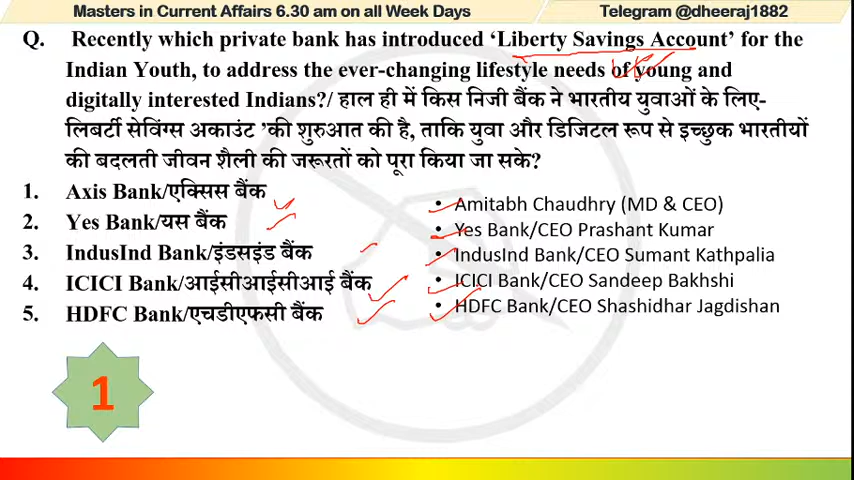 Masters in Current Affairs 6.30 am on all Week Days
Telegram @dheeraj1882
Q. Recently which private bank has introduced ‘Liberty Savings Account’ for the
Indian Youth, to address the ever-changing lifestyle needs of young and
digitally interested Indians?/ हाल ही में किस निजी बैंक ने भारतीय युवाओं के लिए-
लिबर्टी सेविंग्स अकाउंट ’की शुरुआत की है, ताकि युवा और डिजिटल रूप से इच्छुक भारतीयों
की बदलती जीवन शैली की जरूरतों को पूरा किया जा सके?
1. Axis Bank/एक्सिस बैंक
2. Yes Bank/यस बैंक
3. IndusInd Bank/इंडसइंड बैंक
4. ICICI Bank/आईसीआईसीआई बैंक
5. HDFC Bank/एचडीएफसी बैंक
• Amitabh Chaudhry (MD & CEO)
• Yes Bank/CEO Prashant Kumar
• IndusInd Bank/CEO Sumant Kathpalia
• ICICI Bank/CEO Sandeep Bakhshi
• HDFC Bank/CEO Shashidhar Jagdishan
1